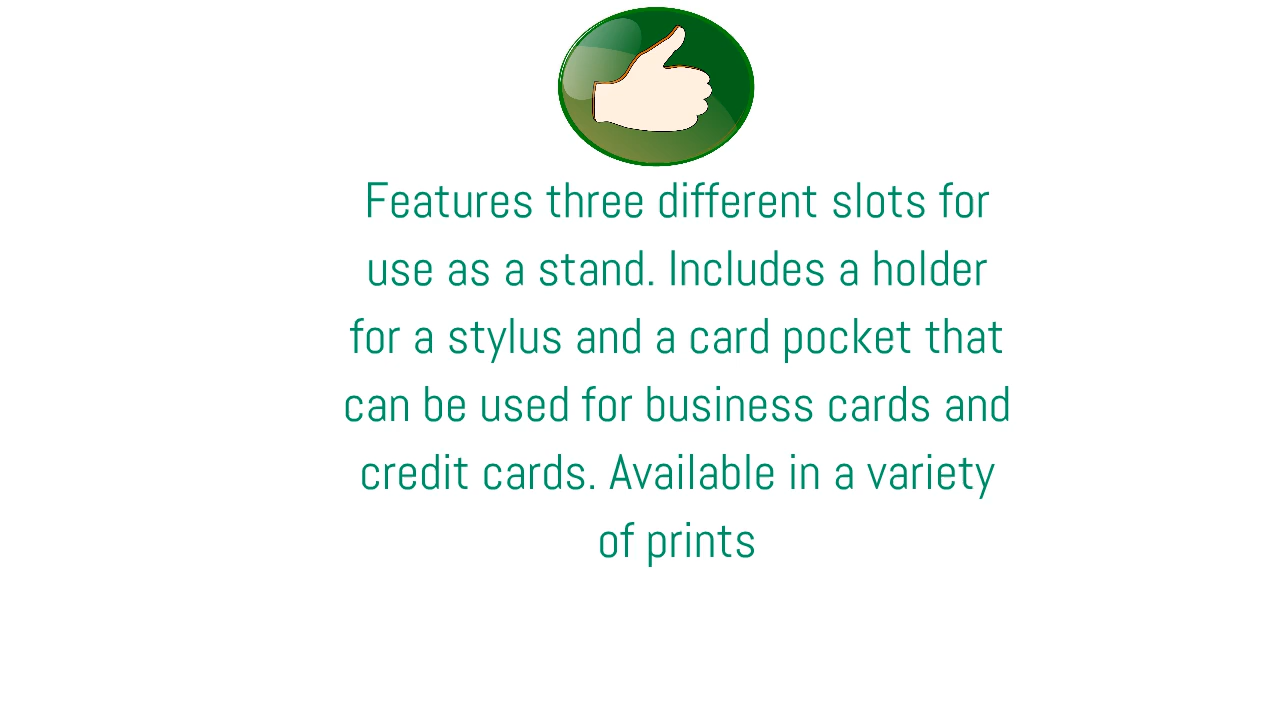 Features three different slots for
use as a stand. Includes a holder
for a stylus and a card pocket that
can be used for business cards and
credit cards. Available in a variety
of prints